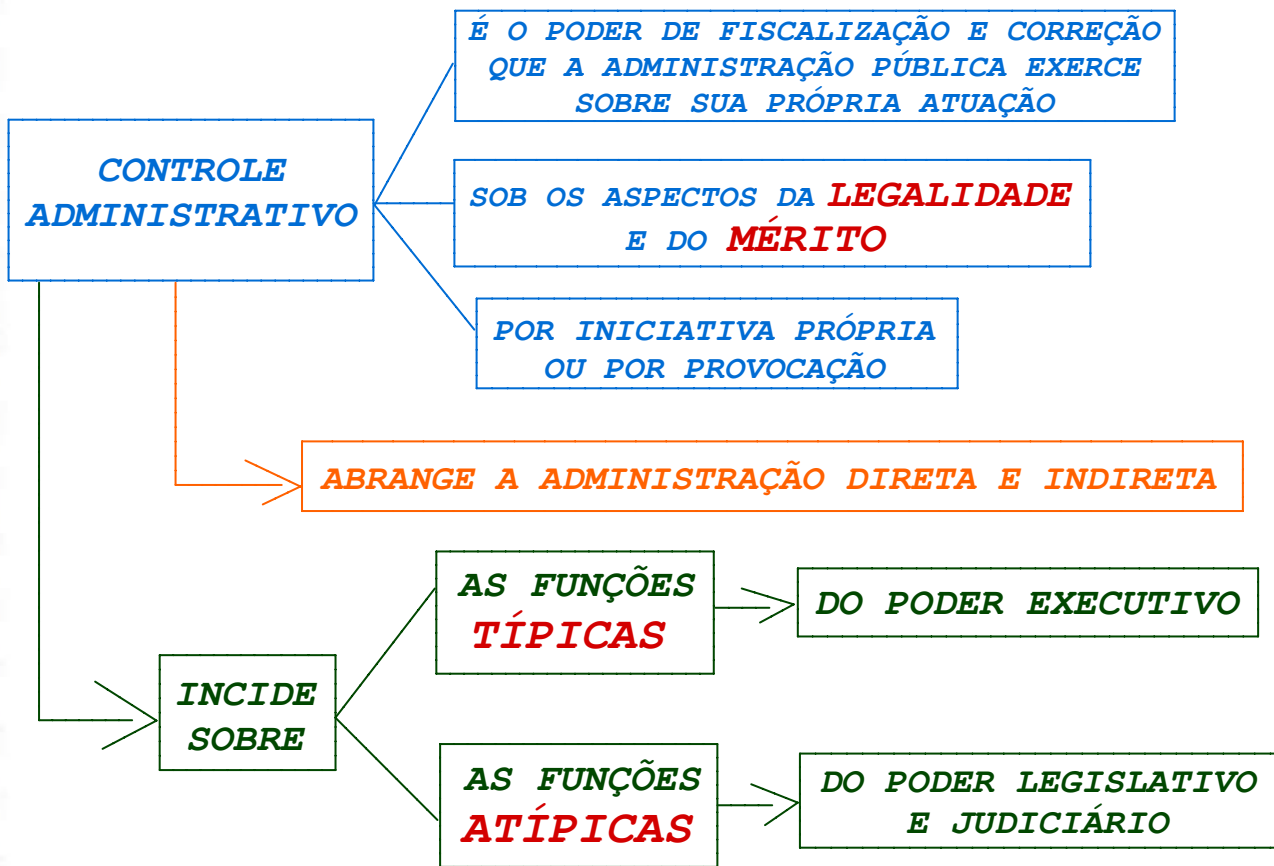 É O PODER DE FISCALIZAÇÃO E CORREÇÃO
QUE A ADMINISTRAÇÃO PÚBLICA EXERCE
SOBRE SUA PRÓPRIA ATUAÇÃO
CONTROLE
ADMINISTRATIVO
SOB OS ASPECTOS DA LEGALIDADE
E DO MÉRITO
POR INICIATIVA PRÓPRIA
OU POR PROVOCAÇÃO
ABRANGE A ADMINISTRAÇÃO DIRETA E INDIRETA
INCIDE
SOBRE
AS FUNÇÕES
TÍPICAS
DO PODER EXECUTIVO
AS FUNÇÕES
ATÍPICAS
DO PODER LEGISLATIVO
E JUDICIÁRIO